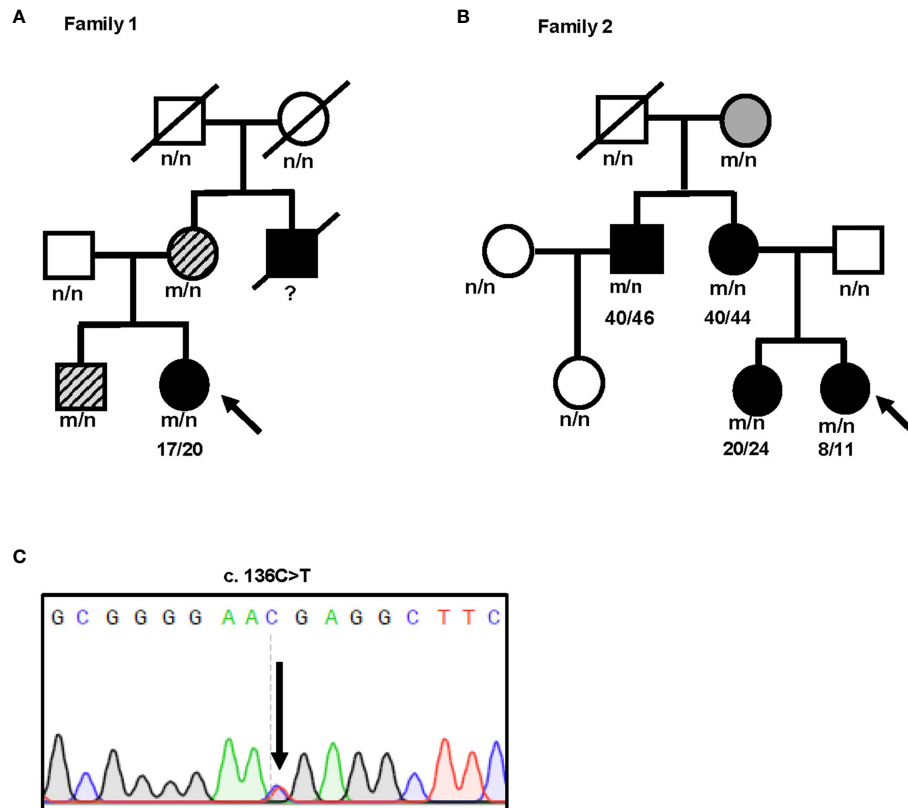 A
Family 1
n/n
n/n
n/n
m/n
?
m/n
m/n
17/20
B
Family 2
n/n
m/n
n/n
m/n
40/46
m/n
40/44
n/n
n/n
m/n
20/24
m/n
8/11
C
c. 136C>T
G C G G G G A A C G A G G C T T C